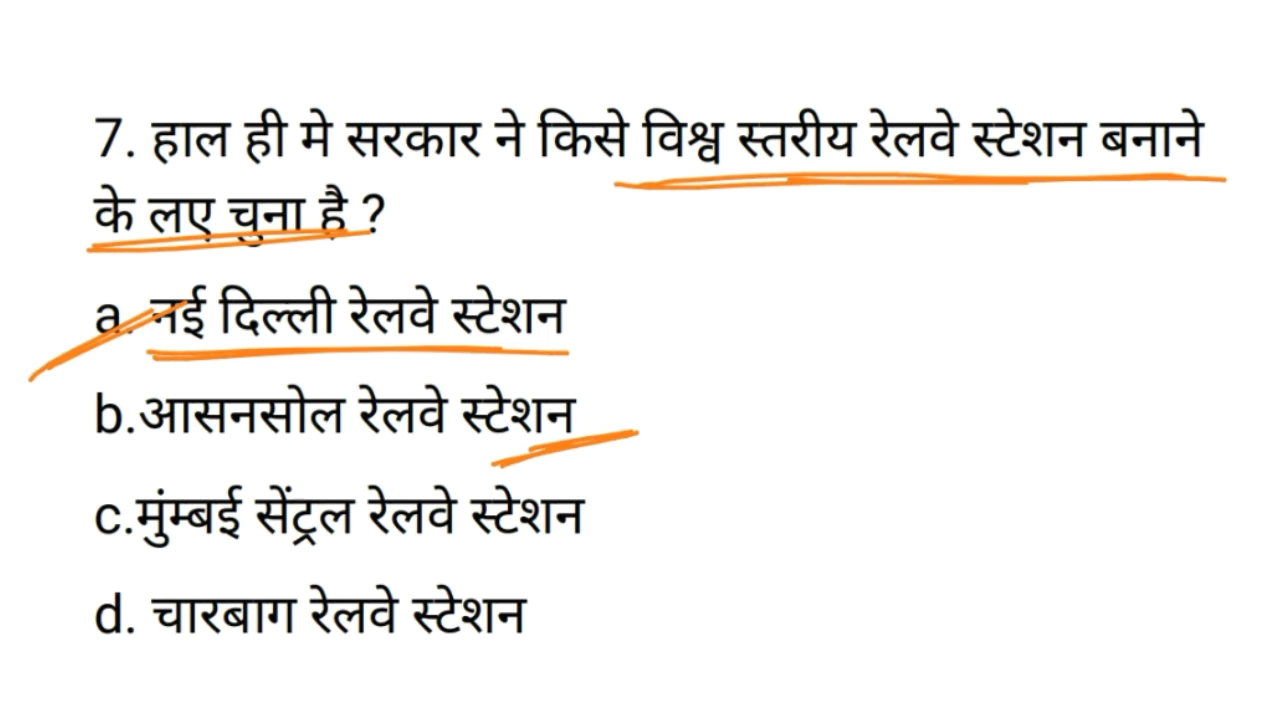 7. हाल ही मे सरकार ने किसे विश्व स्तरीय रेलवे स्टेशन बनाने
के लए चुना है ?
a. नई दिल्ली रेलवे स्टेशन
b.आसनसोल रेलवे स्टेशन
c.मुंम्बई सेंट्रल रेलवे स्टेशन
d. चारबाग रेलवे स्टेशन